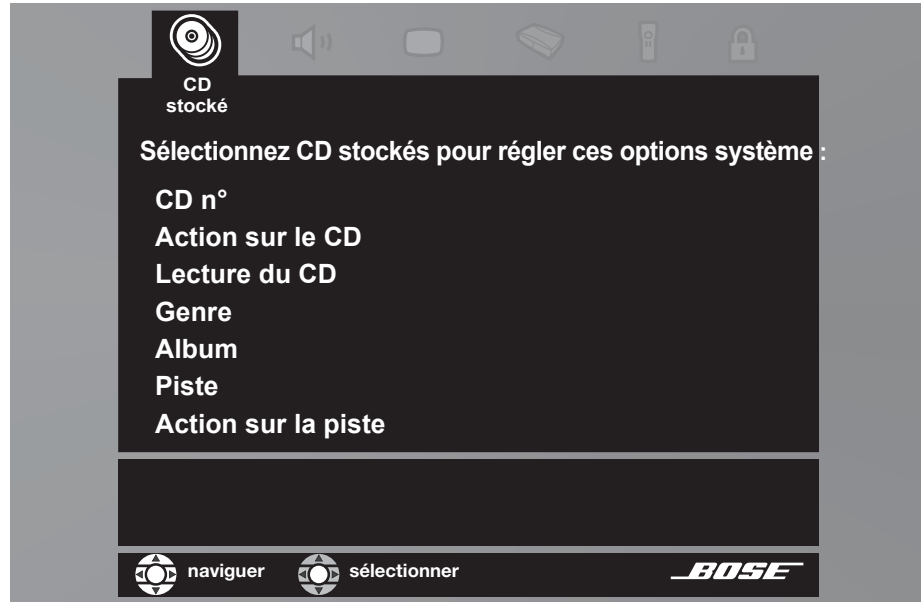 CD
stocké
Sélectionnez CD stockés pour régler ces options système :
CD n°
Action sur le CD
Lecture du CD
Genre
Album
Piste
Action sur la piste
naviguer
sélectionner
BOSE